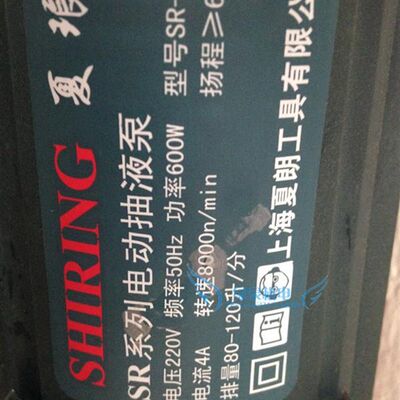 夏浪
SHIRING
SR系列电动抽液泵 型号SR-
电压220V 频率50Hz 功率600W 扬程≥6
电流4A 转速8000n/min
排量80-120升/分
上海夏朗工具有限公